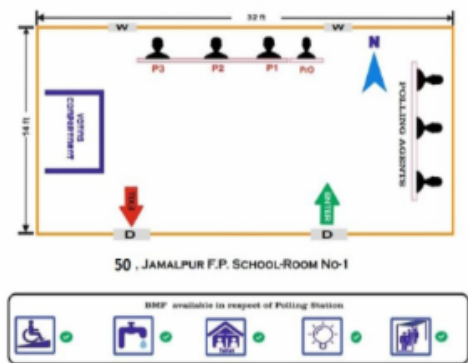 32 ft
W
W
P3
P2
P1
PrO
N
14 ft
VOTING
COMPARTMENT
POLLING AGENTS
EXIT
ENTER
D
D
50 , JAMALPUR F.P. SCHOOL-ROOM NO-1
BMF available in respect of Polling Station